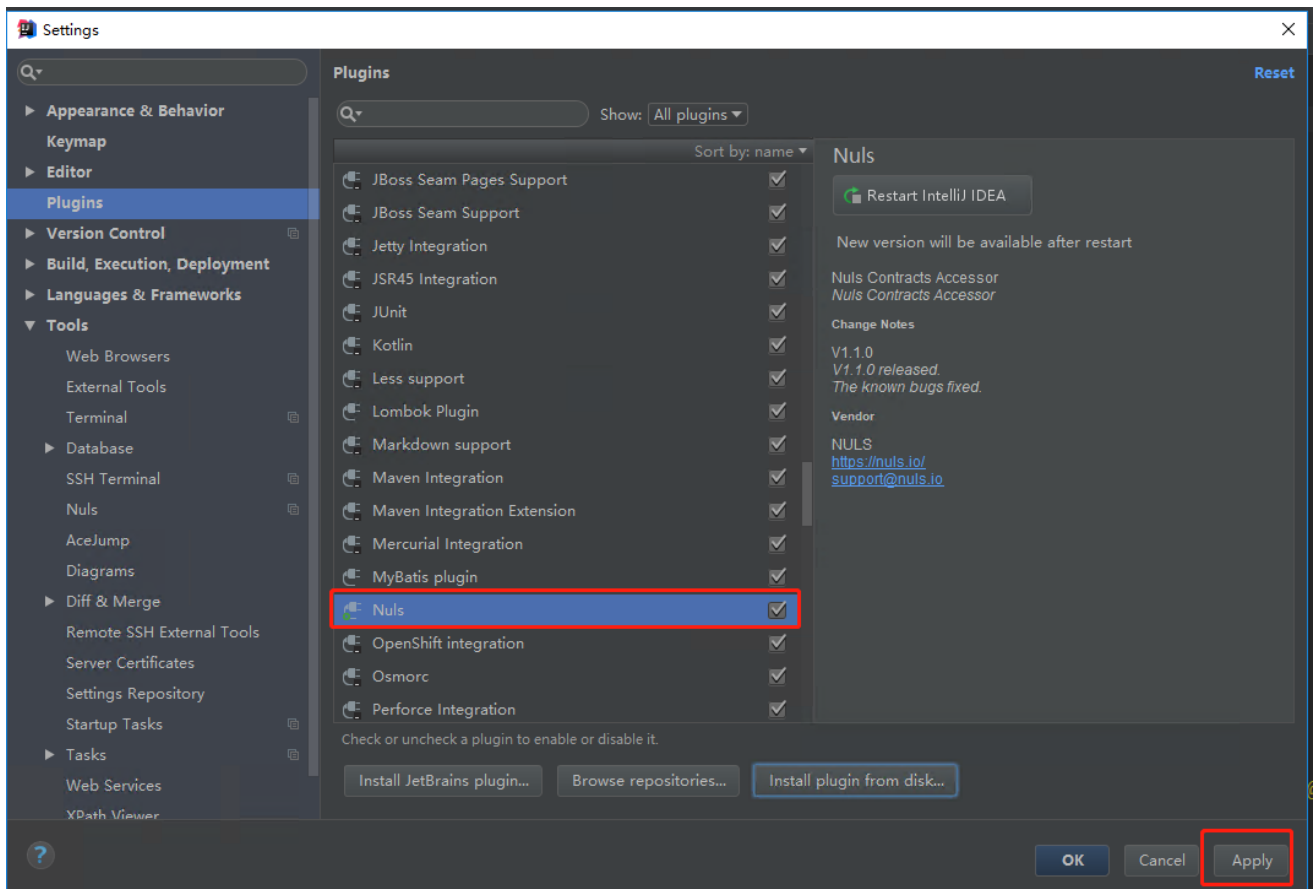 Settings
Plugins
Reset
Appearance & Behavior
Keymap
Editor
Plugins
Version Control
Build, Execution, Deployment
Languages & Frameworks
Tools
Web Browsers
External Tools
Terminal
Database
SSH Terminal
Nuls
AceJump
Diagrams
Diff & Merge
Remote SSH External Tools
Server Certificates
Settings Repository
Startup Tasks
Tasks
Web Services
XPath Viewer
Show: All plugins
Sort by: name
JBoss Seam Pages Support
JBoss Seam Support
Jetty Integration
JSR45 Integration
JUnit
Kotlin
Less support
Lombok Plugin
Markdown support
Maven Integration
Maven Integration Extension
Mercurial Integration
MyBatis plugin
Nuls
OpenShift integration
Osmorc
Perforce Integration
Check or uncheck a plugin to enable or disable it.
Install JetBrains plugin...
Browse repositories...
Install plugin from disk...
Nuls
Restart IntelliJ IDEA
New version will be available after restart
Nuls Contracts Accessor
Nuls Contracts Accessor
Change Notes
V1.1.0
V1.1.0 released.
The known bugs fixed.
Vendor
NULS
https://nuls.io/
support@nuls.io
?
OK
Cancel
Apply